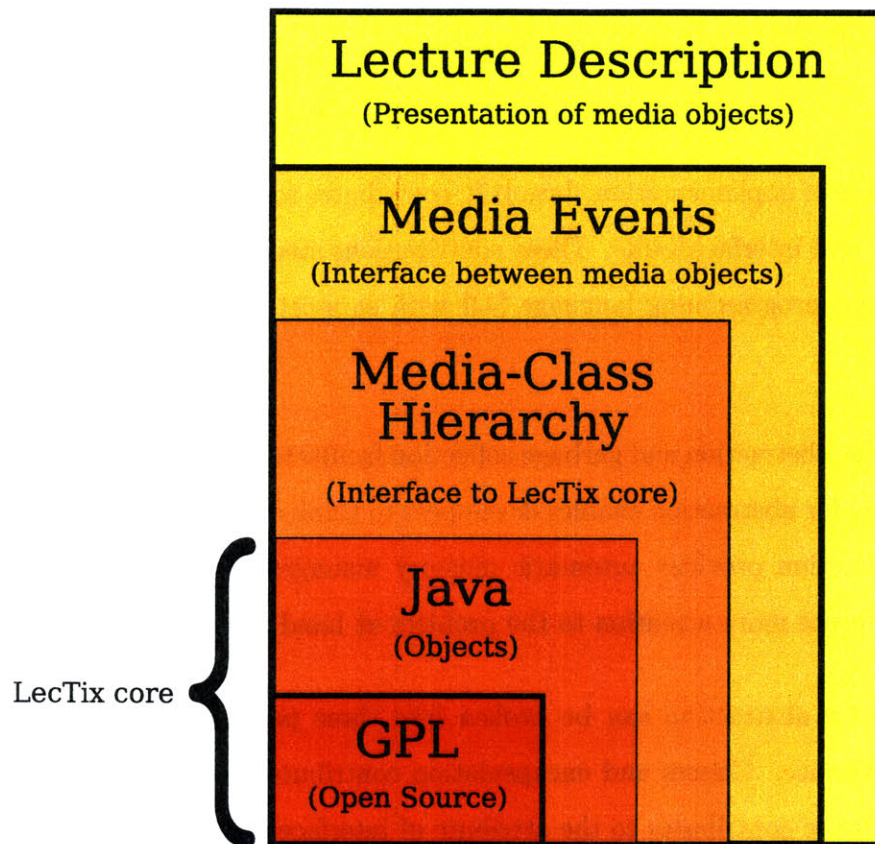 Lecture Description
(Presentation of media objects)
Media Events
(Interface between media objects)
Media-Class
Hierarchy
(Interface to LecTix core)
Java
(Objects)
LecTix core
GPL
(Open Source)